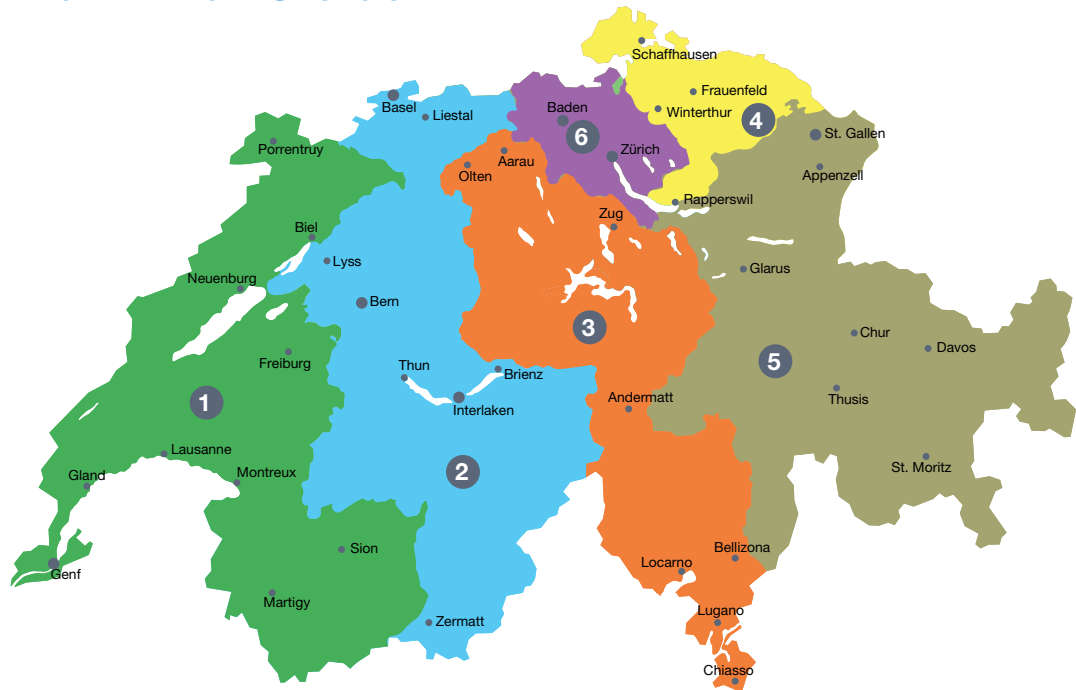 Schaffhausen
Frauenfeld
Basel
Liestal
Baden
Winterthur
4
6
St. Gallen
Porrentruy
Aarau
Zürich
Olten
Appenzell
Rapperswil
Zug
Biel
Lyss
Glarus
Neuenburg
Bern
3
Chur
Davos
Freiburg
5
Thun
Brienz
1
Interlaken
Andermatt
Thusis
Lausanne
Gland
Montreux
2
St. Moritz
Sion
Bellizona
Locarno
Genf
Martigy
Zermatt
Lugano
Chiasso